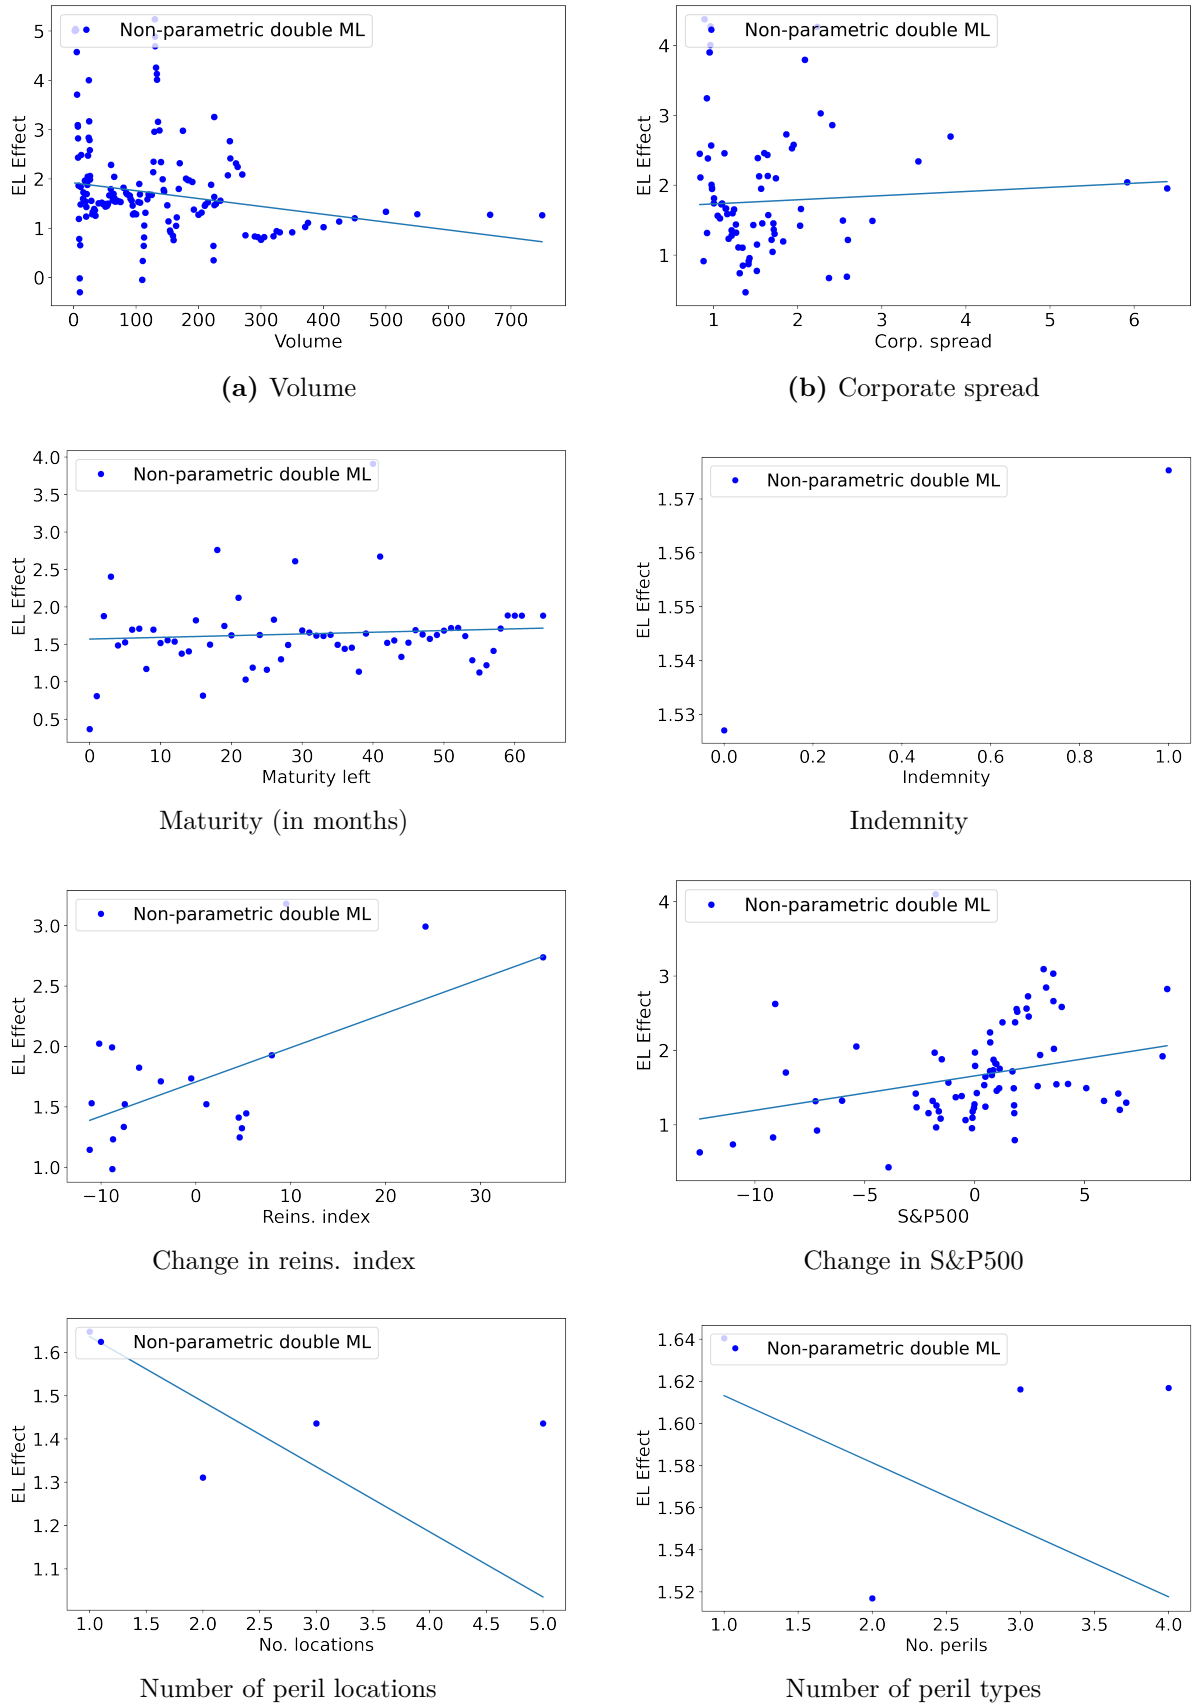 Non-parametric double ML
EL Effect
5
4
3
2
1
0
0 100 200 300 400 500 600 700
Volume
(a) Volume
Non-parametric double ML
EL Effect
4
3
2
1
1 2 3 4 5 6
Corp. spread
(b) Corporate spread
Non-parametric double ML
EL Effect
4.0
3.5
3.0
2.5
2.0
1.5
1.0
0.5
0 10 20 30 40 50 60
Maturity left
Maturity (in months)
Non-parametric double ML
EL Effect
1.57
1.56
1.55
1.54
1.53
0.0 0.2 0.4 0.6 0.8 1.0
Indemnity
Indemnity
Non-parametric double ML
EL Effect
3.0
2.5
2.0
1.5
1.0
−10 0 10 20 30
Reins. index
Change in reins. index
Non-parametric double ML
EL Effect
4
3
2
1
−10 −5 0 5
S&P500
Change in S&P500
Non-parametric double ML
EL Effect
1.6
1.5
1.4
1.3
1.2
1.1
1.0 1.5 2.0 2.5 3.0 3.5 4.0 4.5 5.0
No. locations
Number of peril locations
Non-parametric double ML
EL Effect
1.64
1.62
1.60
1.58
1.56
1.54
1.52
1.0 1.5 2.0 2.5 3.0 3.5 4.0
No. perils
Number of peril types